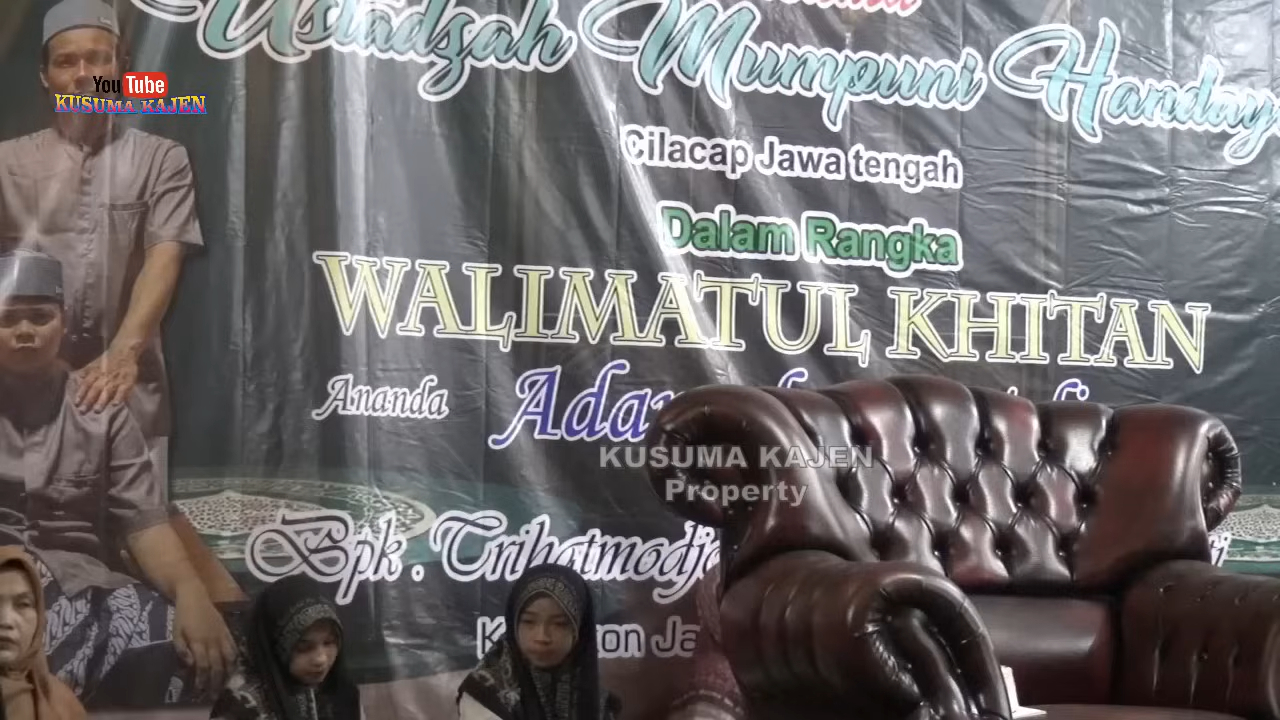 Ustadzah Mumpuni Handay
YouTube
KUSUMA KAJEN
Cilacap Jawa tengah
Dalam Rangka
WALIMATUL KHITAN
Ananda
KUSUMA KAJEN
Property
Bpk. Trihatmodjo